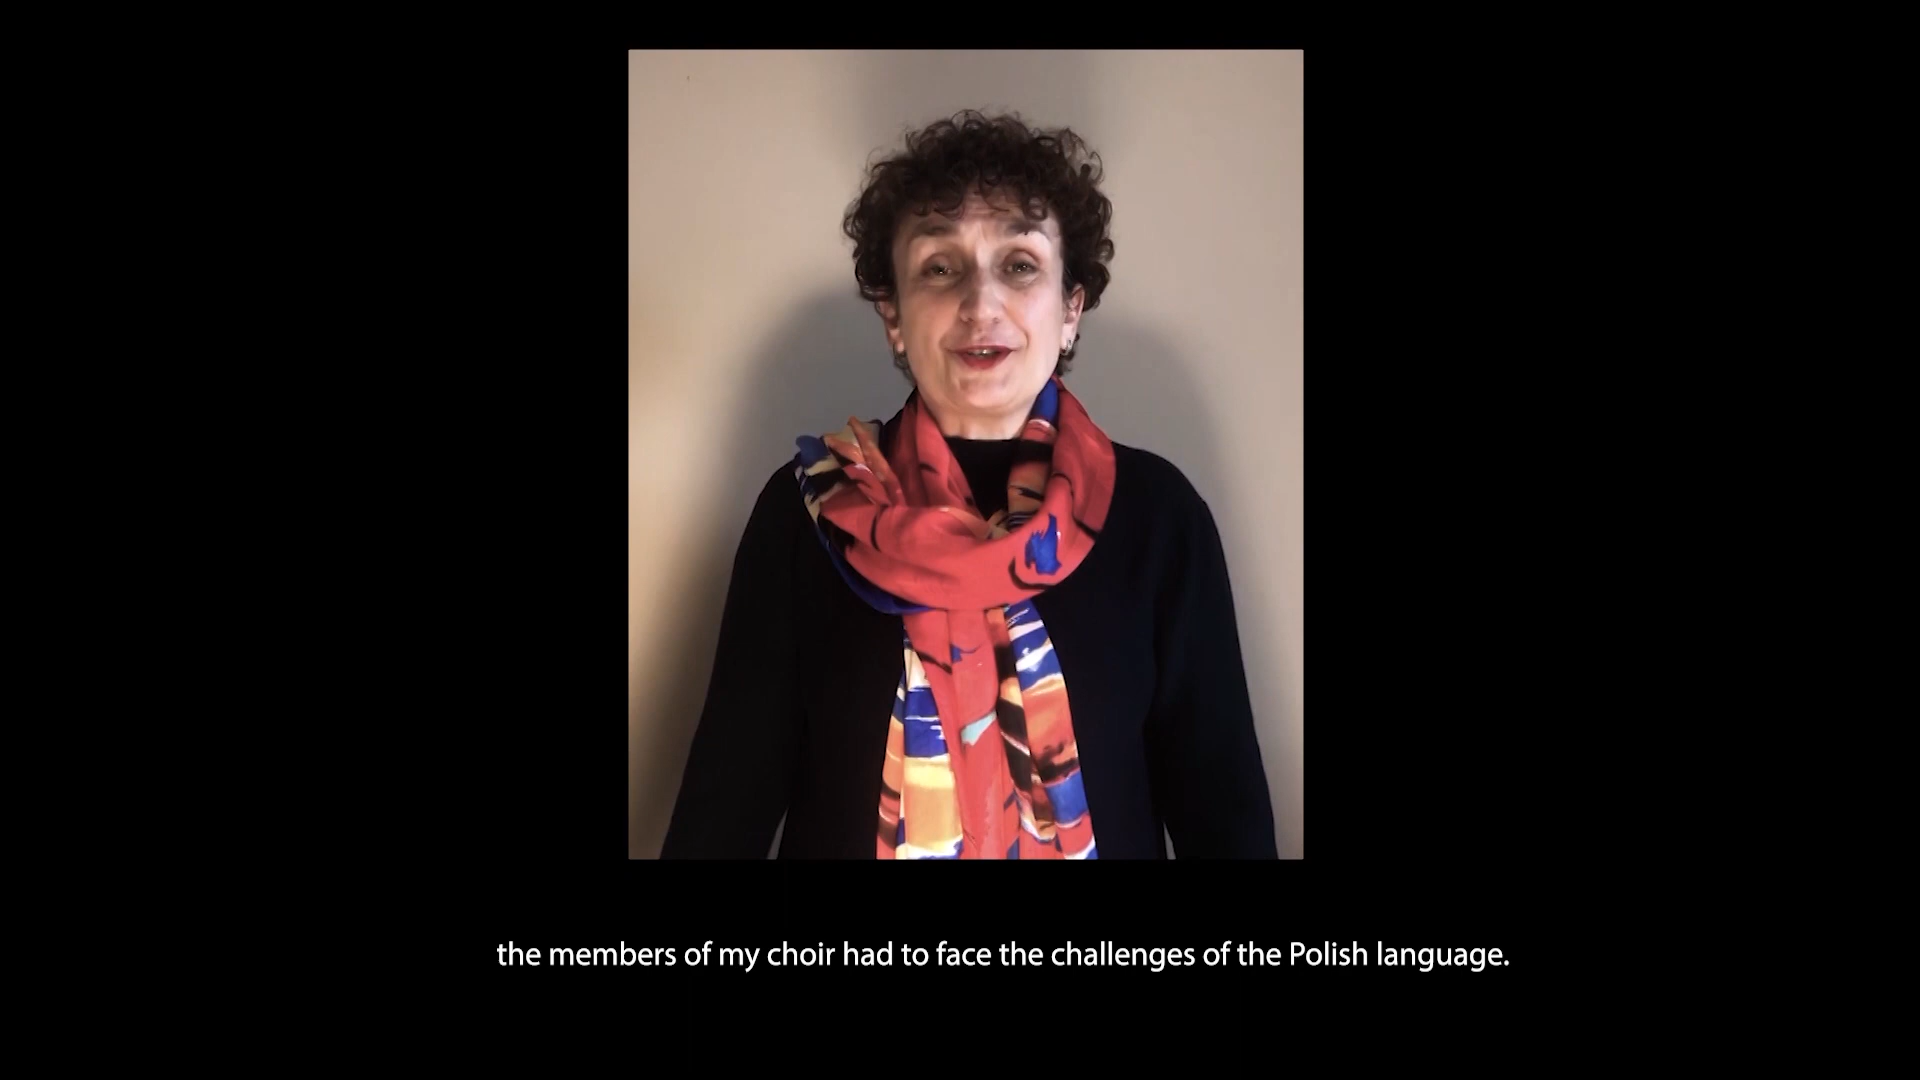 the members of my choir had to face the challenges of the Polish language.